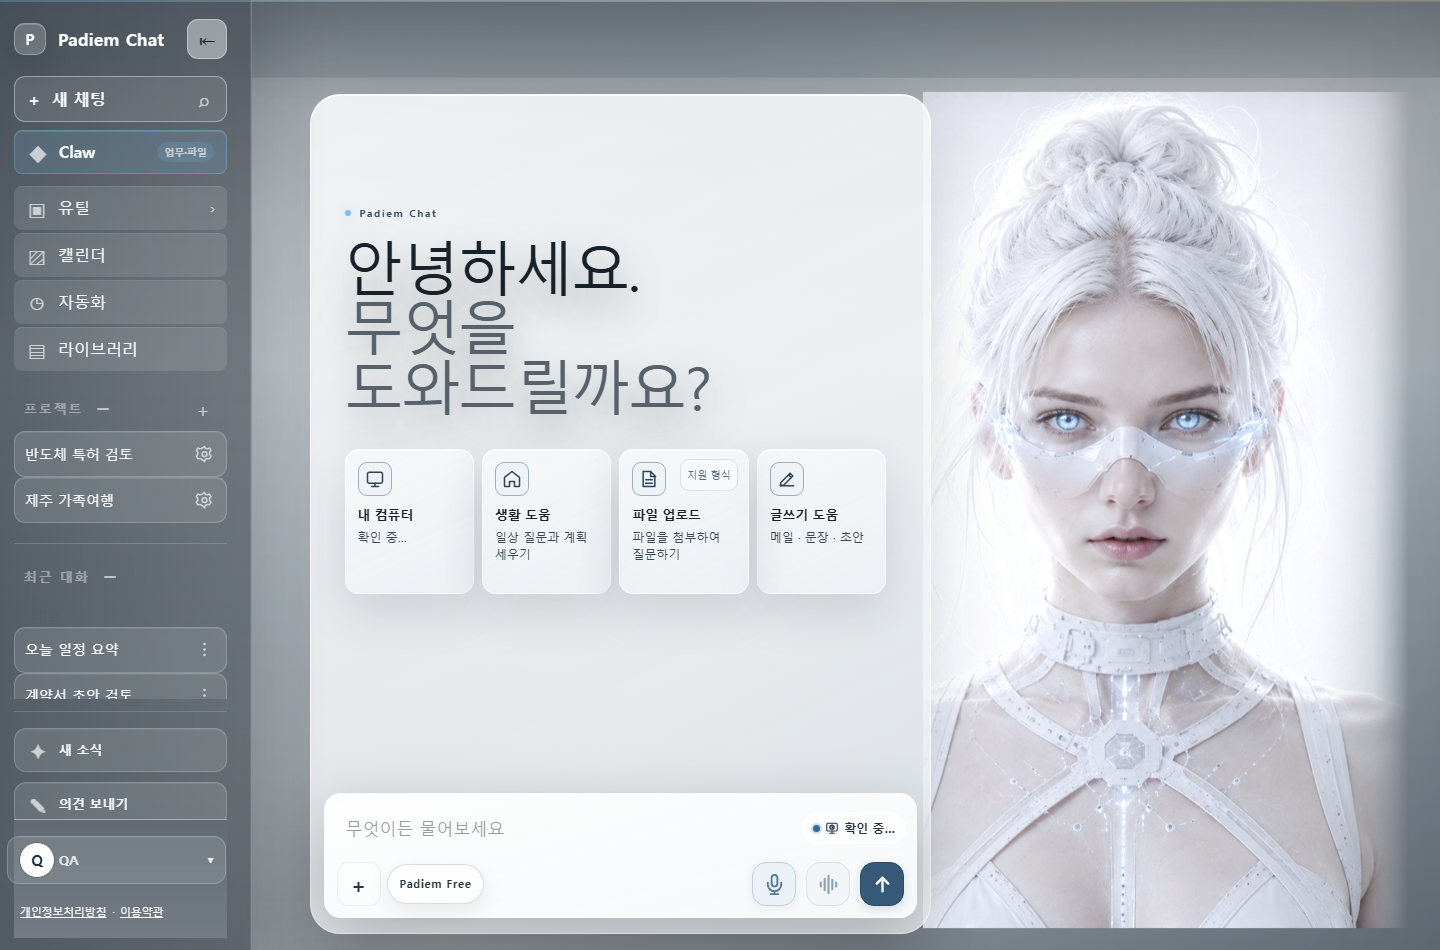 P Padiem Chat
+ 새 채팅
Claw 업무·파일
유틸
캘린더
자동화
라이브러리
프로젝트
반도체 특허 검토
제주 가족여행
최근 대화
오늘 일정 요약
계약서 초안 검토
새 소식
의견 보내기
Q QA
개인정보처리방침 · 이용약관
Padiem Chat
안녕하세요.
무엇을
도와드릴까요?
내 컴퓨터
확인 중...
생활 도움
일상 질문과 계획
세우기
지원 형식
파일 업로드
파일을 첨부하여
질문하기
글쓰기 도움
메일 · 문장 · 초안
무엇이든 물어보세요
확인 중...
+ Padiem Free